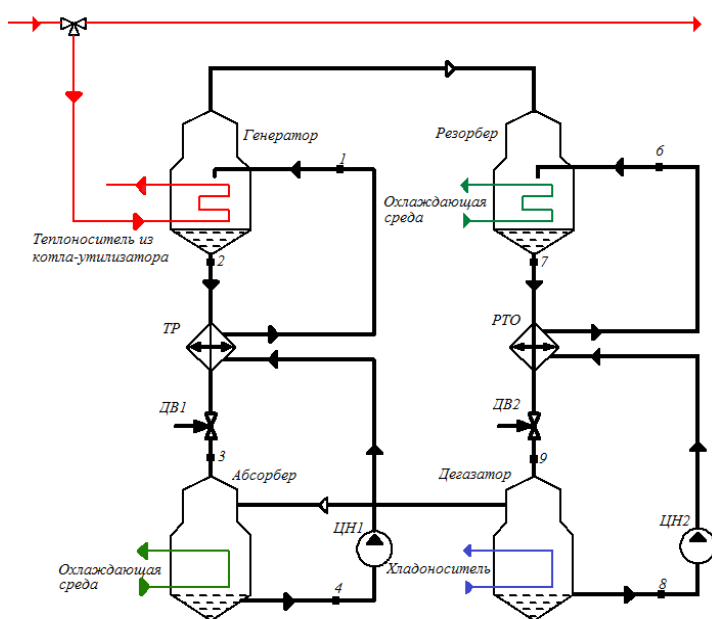 Генератор
Резорбер
1
6
Охлаждающая
среда
Теплоноситель из
котла-утилизатора
2
7
ТР
РТО
ДВ1
ДВ2
3
9
Абсорбер
Дегазатор
ЦН1
ЦН2
Охлаждающая
среда
Хладоноситель
4
8